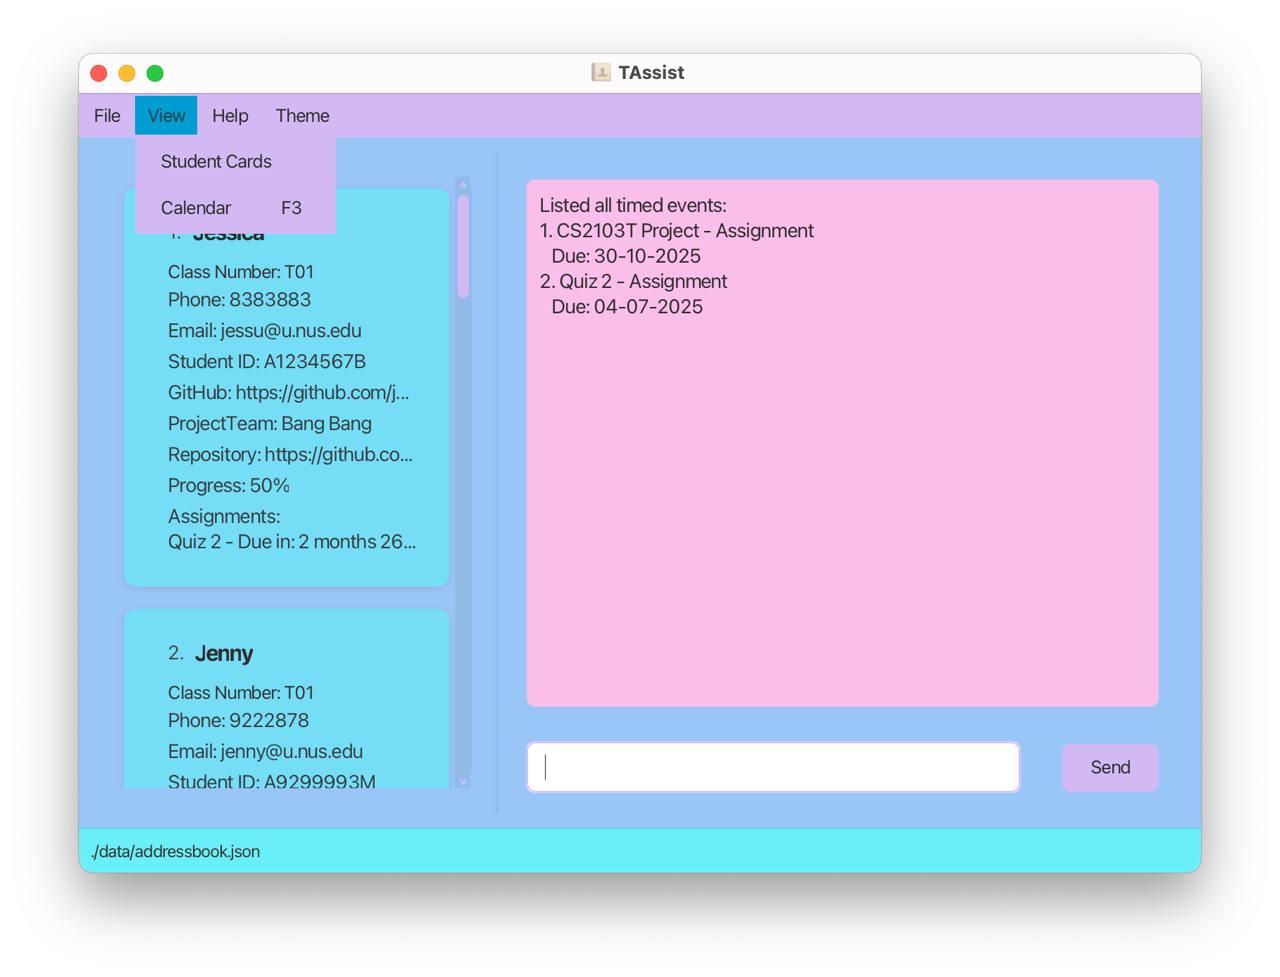 TAssist
File View Help Theme
Student Cards
Calendar F3
1. Jessica
Class Number: T01
Phone: 8383883
Email: jessu@u.nus.edu
Student ID: A1234567B
GitHub: https://github.com/j...
ProjectTeam: Bang Bang
Repository: https://github.co...
Progress: 50%
Assignments:
Quiz 2 - Due in: 2 months 26...
2. Jenny
Class Number: T01
Phone: 9222878
Email: jenny@u.nus.edu
Student ID: A9299993M
Listed all timed events:
1. CS2103T Project - Assignment
Due: 30-10-2025
2. Quiz 2 - Assignment
Due: 04-07-2025
Send
./data/addressbook.json